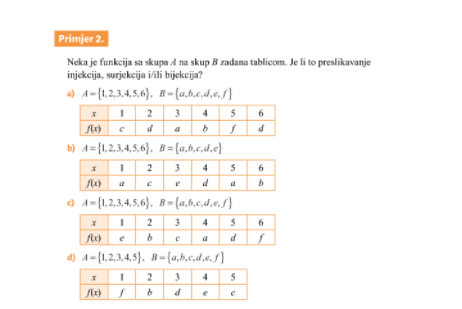 Primjer 2.
Neka je funkcija sa skupa A na skup B zadana tablicom. Je li to preslikavanje
injekcija, surjekcija i/ili bijekcija?
a) A={1,2,3,4,5,6}, B={a,b,c,d,e,f}
x 1 2 3 4 5 6
f(x) c d a b f d
b) A={1,2,3,4,5,6}, B={a,b,c,d,e}
x 1 2 3 4 5 6
f(x) a c e d a b
c) A={1,2,3,4,5,6}, B={a,b,c,d,e,f}
x 1 2 3 4 5 6
f(x) e b c a d f
d) A={1,2,3,4,5}, B={a,b,c,d,e,f}
x 1 2 3 4 5
f(x) f b d e c